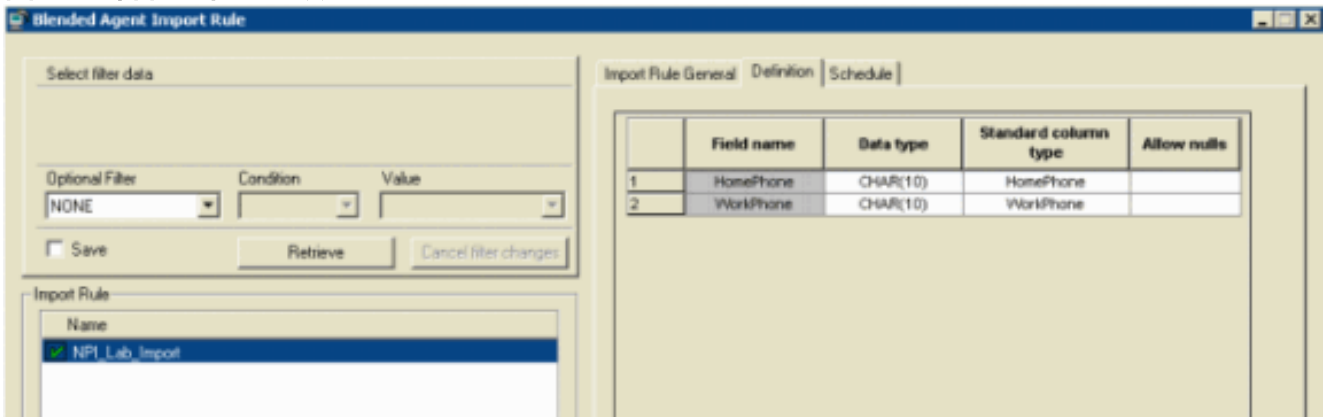 Blended Agent Import Rule
Select filter data
Optional Filter Condition Value
NONE
Save Retrieve Cancel filter changes
Import Rule
Name
NPI_Lab_Import
Import Rule General Definition Schedule
Field name Data type Standard column type Allow nulls
1 HomePhone CHAR(10) HomePhone
2 WorkPhone CHAR(10) WorkPhone